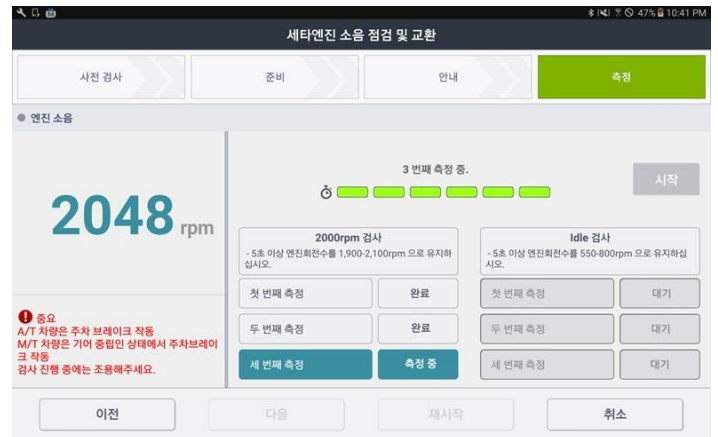 47% 10:41 PM
세타엔진 소음 점검 및 교환
사전 검사
준비
안내
측정
엔진 소음
2048 rpm
중요
A/T 차량은 주차 브레이크 작동
M/T 차량은 기어 중립인 상태에서 주차브레이
크 작동
검사 진행 중에는 조용해주세요.
3 번째 측정 중.
시작
2000rpm 검사
- 5초 이상 엔진회전수를 1,900-2,100rpm 으로 유지하
십시오.
첫 번째 측정 완료
두 번째 측정 완료
세 번째 측정 측정 중
Idle 검사
- 5초 이상 엔진회전수를 550-800rpm 으로 유지하십
시오.
첫 번째 측정 대기
두 번째 측정 대기
세 번째 측정 대기
이전
다음
재시작
취소